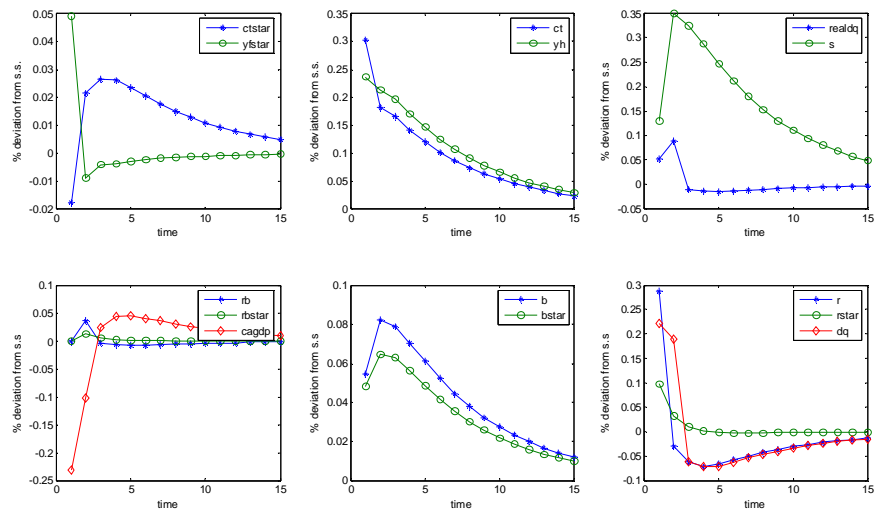 0.05
0.04
0.03
0.02
0.01
0
-0.01
-0.02
% deviation from s.s.
0
5
10
15
time
ctstar
yfstar
0.35
0.3
0.25
0.2
0.15
0.1
0.05
0
% deviation from s.s.
0
5
10
15
time
ct
yh
0.35
0.3
0.25
0.2
0.15
0.1
0.05
0
-0.05
% deviation from s.s
0
5
10
15
time
realdq
s
0.1
0.05
0
-0.05
-0.1
-0.15
-0.2
-0.25
% deviation from s.s
0
5
10
15
time
rb
rbstar
cagdp
0.1
0.08
0.06
0.04
0.02
0
% deviation from s.s
0
5
10
15
time
b
bstar
0.3
0.25
0.2
0.15
0.1
0.05
0
-0.05
-0.1
% deviation from s.s
0
5
10
15
time
r
rstar
dq